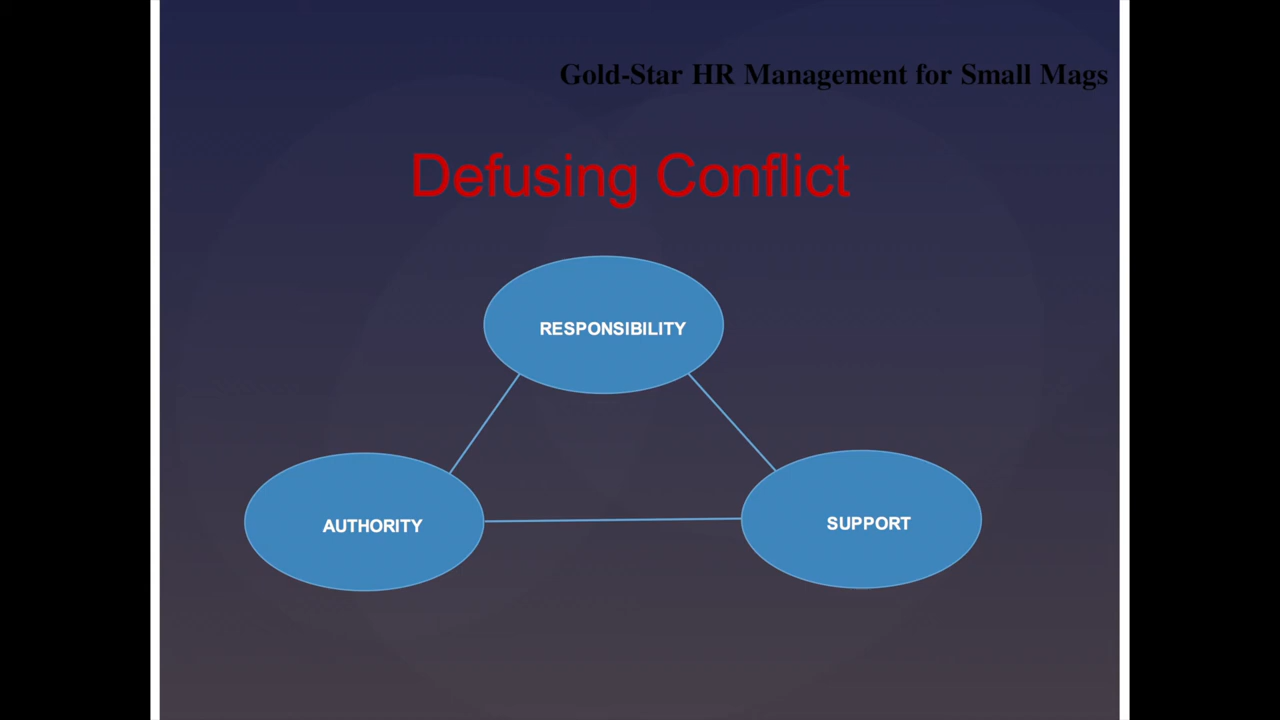 Gold-Star HR Management for Small Mags
Defusing Conflict
RESPONSIBILITY
AUTHORITY
SUPPORT